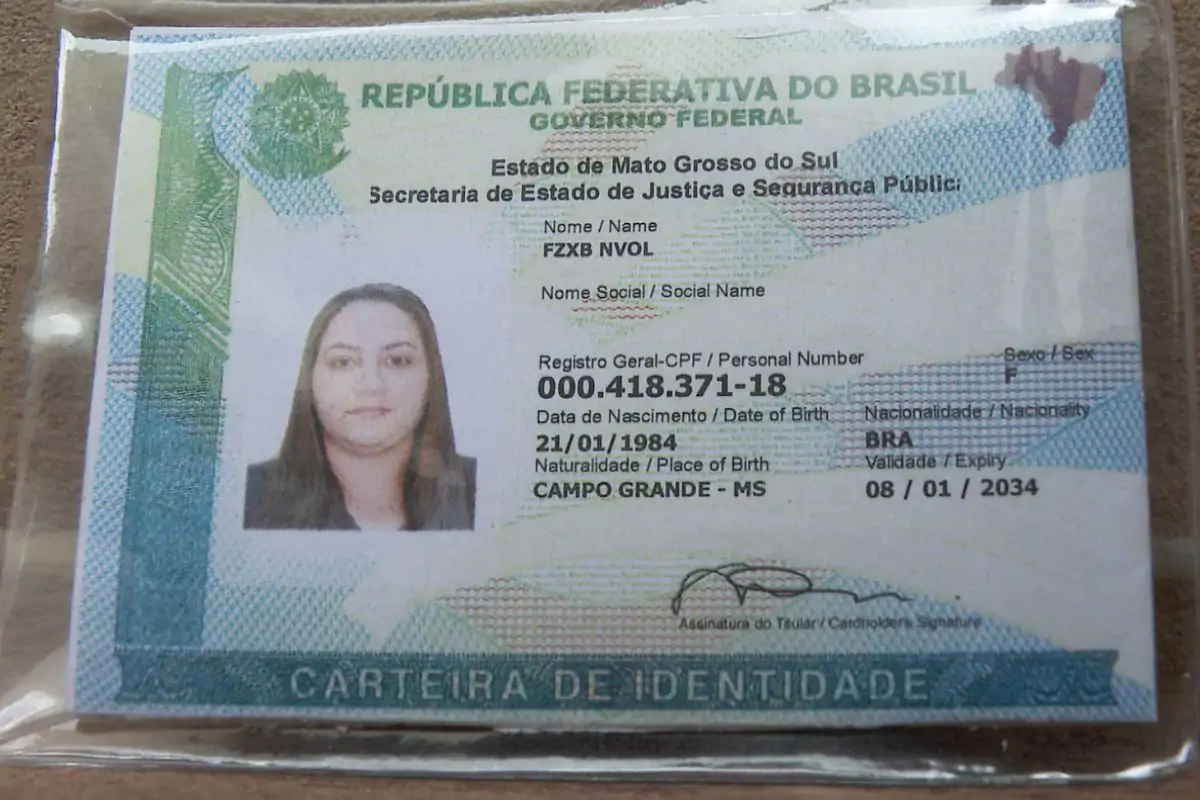 REPÚBLICA FEDERATIVA DO BRASIL
GOVERNO FEDERAL
Estado de Mato Grosso do Sul
Secretaria de Estado de Justiça e Segurança Públic
Nome / Name
FZXB NVOL
Nome Social / Social Name
Registro Geral-CPF / Personal Number
Sexo / Sex
000.418.371-18
F
Data de Nascimento / Date of Birth
Nacionalidade / Nacionality
21/01/1984
BRA
Naturalidade / Place of Birth
Validade / Expiry
CAMPO GRANDE - MS
08 / 01 / 2034
Assinatura do Titular / Cardholders Signature
CARTEIRA DE IDENTIDADE